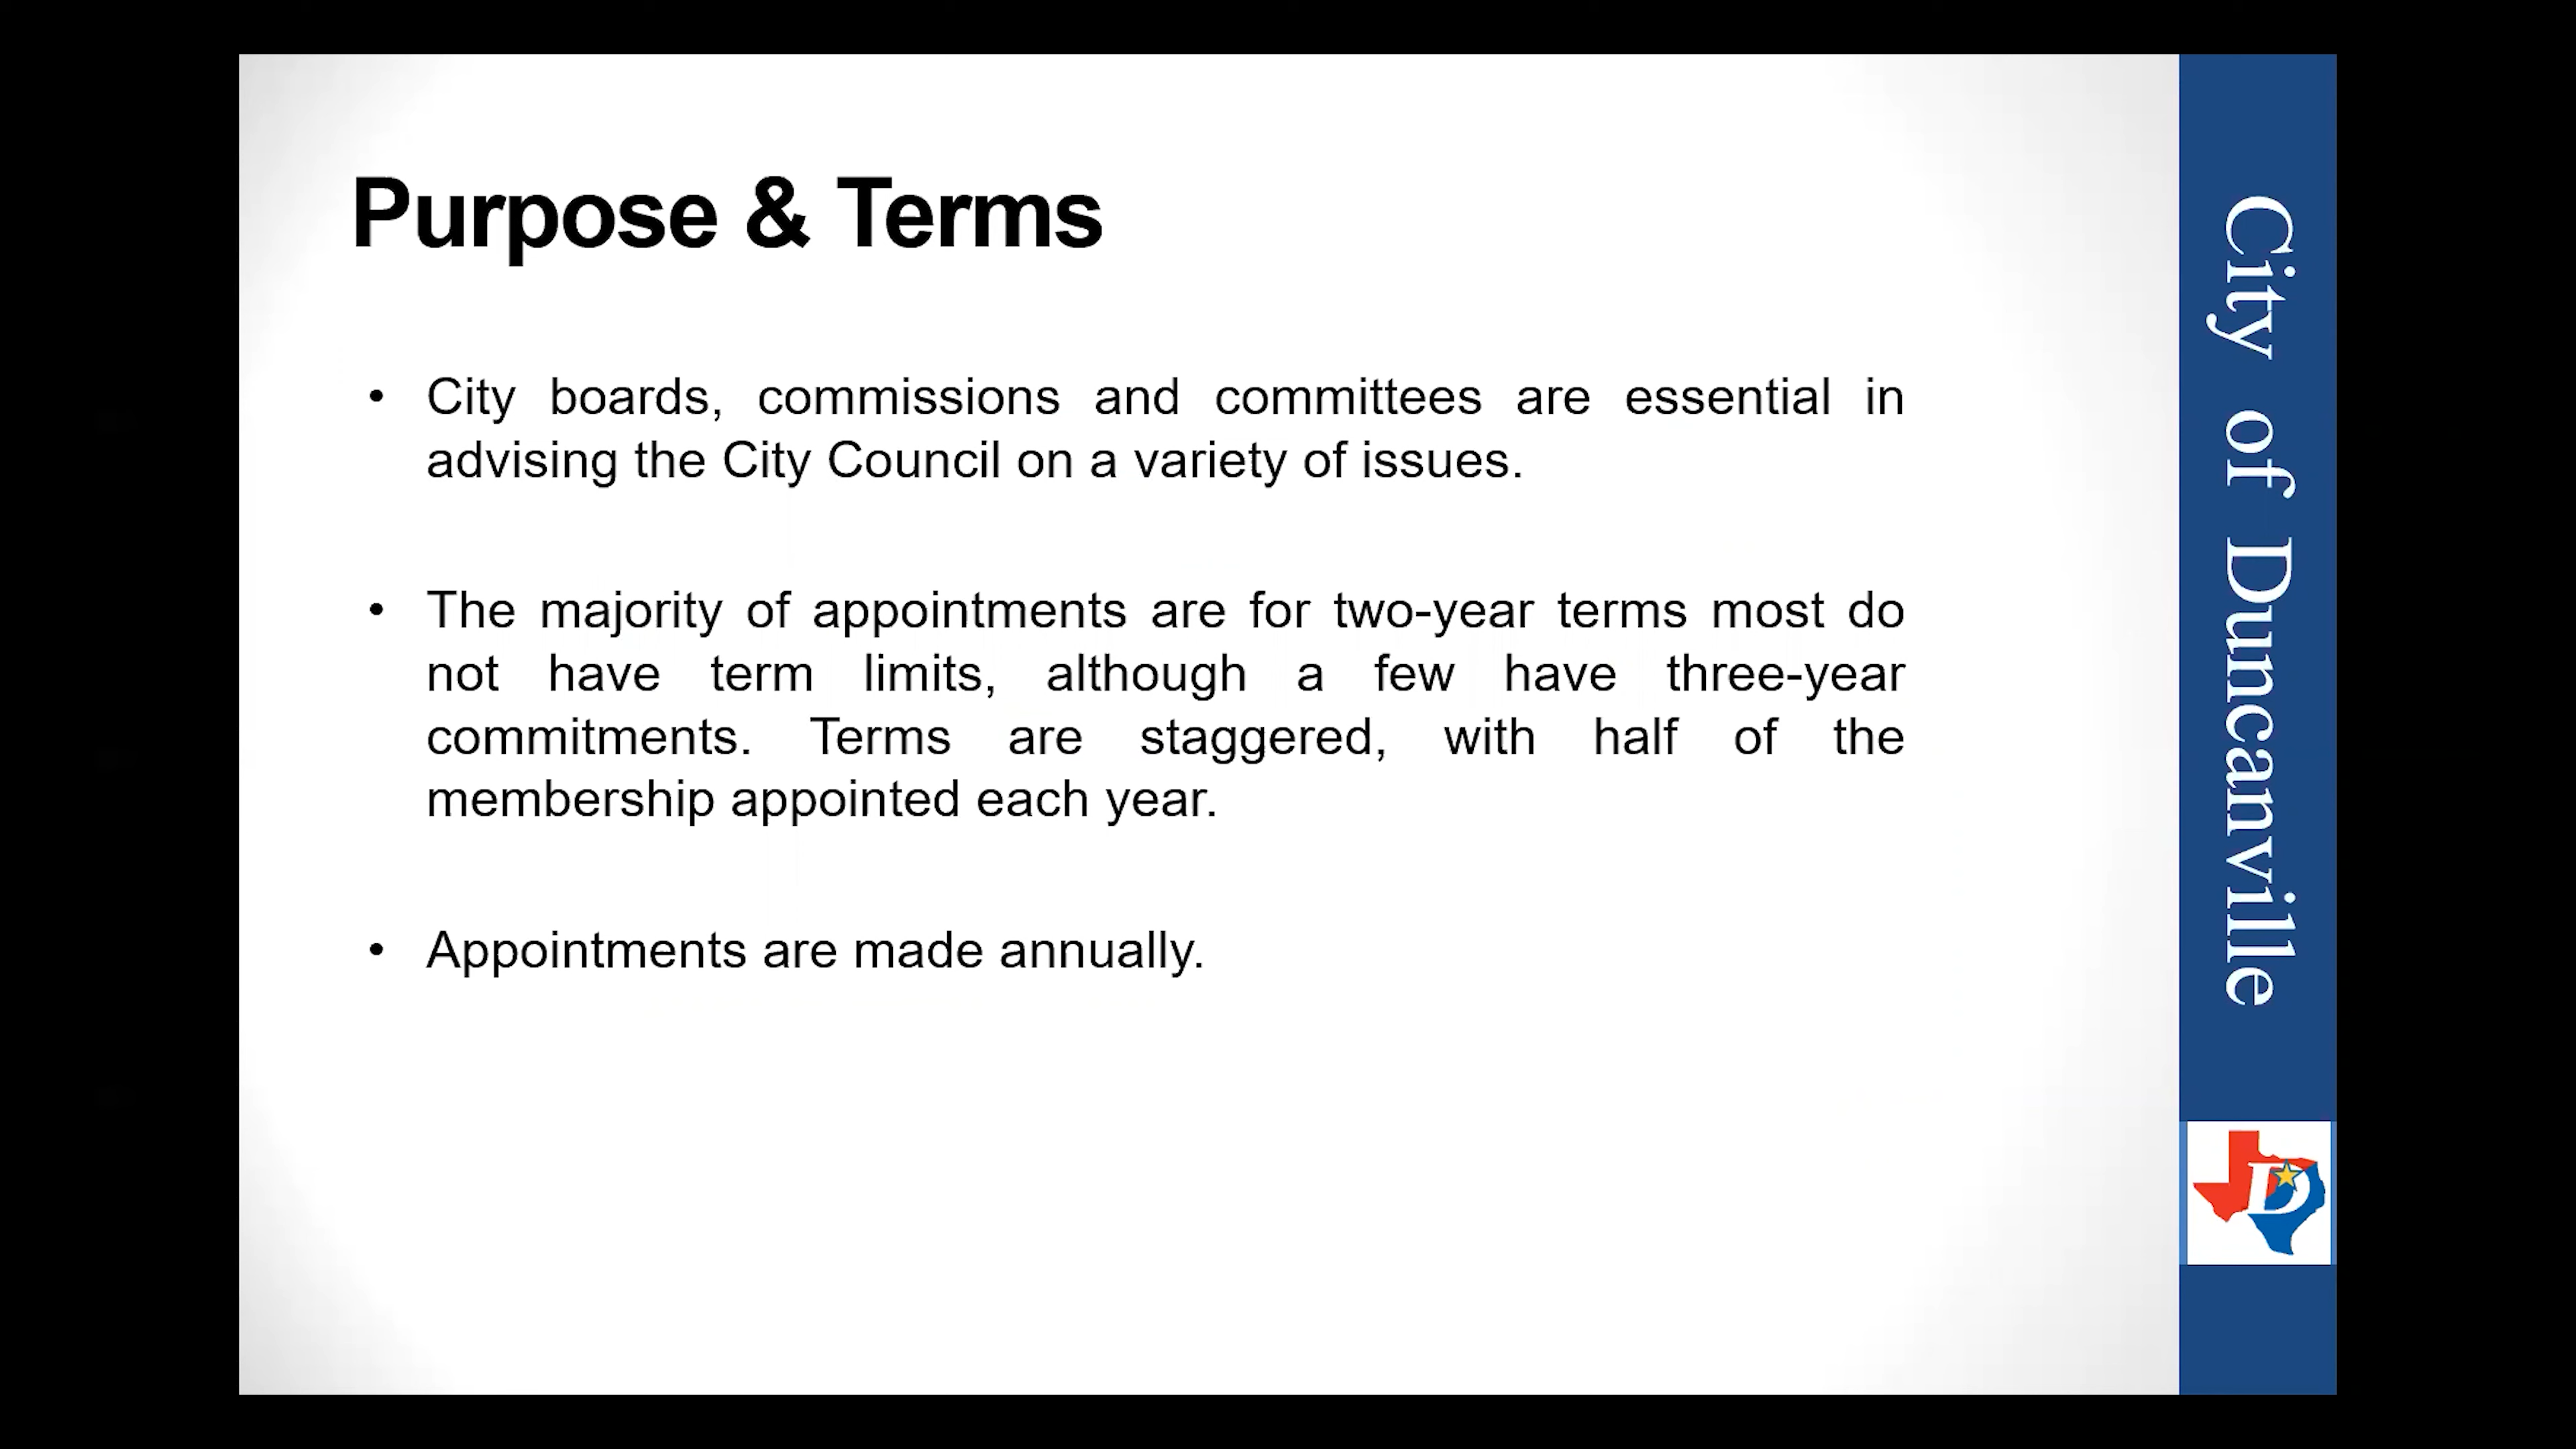 Purpose & Terms
• City boards, commissions and committees are essential in
advising the City Council on a variety of issues.
• The majority of appointments are for two-year terms most do
not have term limits, although a few have three-year
commitments. Terms are staggered, with half of the
membership appointed each year.
• Appointments are made annually.
City of Duncanville
D